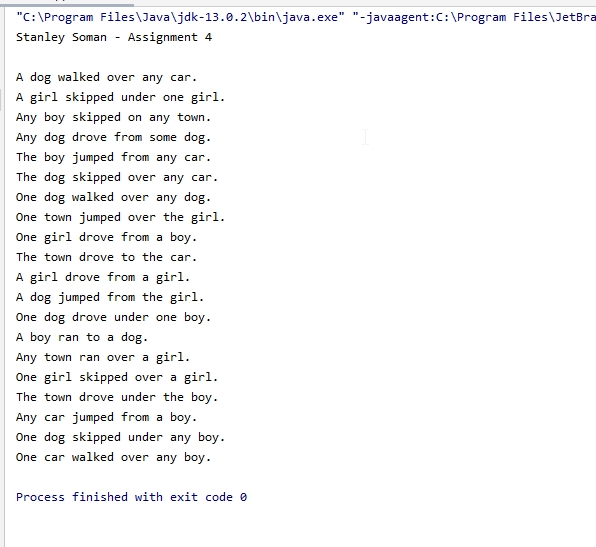 "C:\Program Files\Java\jdk-13.0.2\bin\java.exe" "-javaagent:C:\Program Files\JetBra
Stanley Soman - Assignment 4
A dog walked over any car.
A girl skipped under one girl.
Any boy skipped on any town.
Any dog drove from some dog.
The boy jumped from any car.
The dog skipped over any car.
One dog walked over any dog.
One town jumped over the girl.
One girl drove from a boy.
The town drove to the car.
A girl drove from a girl.
A dog jumped from the girl.
One dog drove under one boy.
A boy ran to a dog.
Any town ran over a girl.
One girl skipped over a girl.
The town drove under the boy.
Any car jumped from a boy.
One dog skipped under any boy.
One car walked over any boy.
Process finished with exit code 0